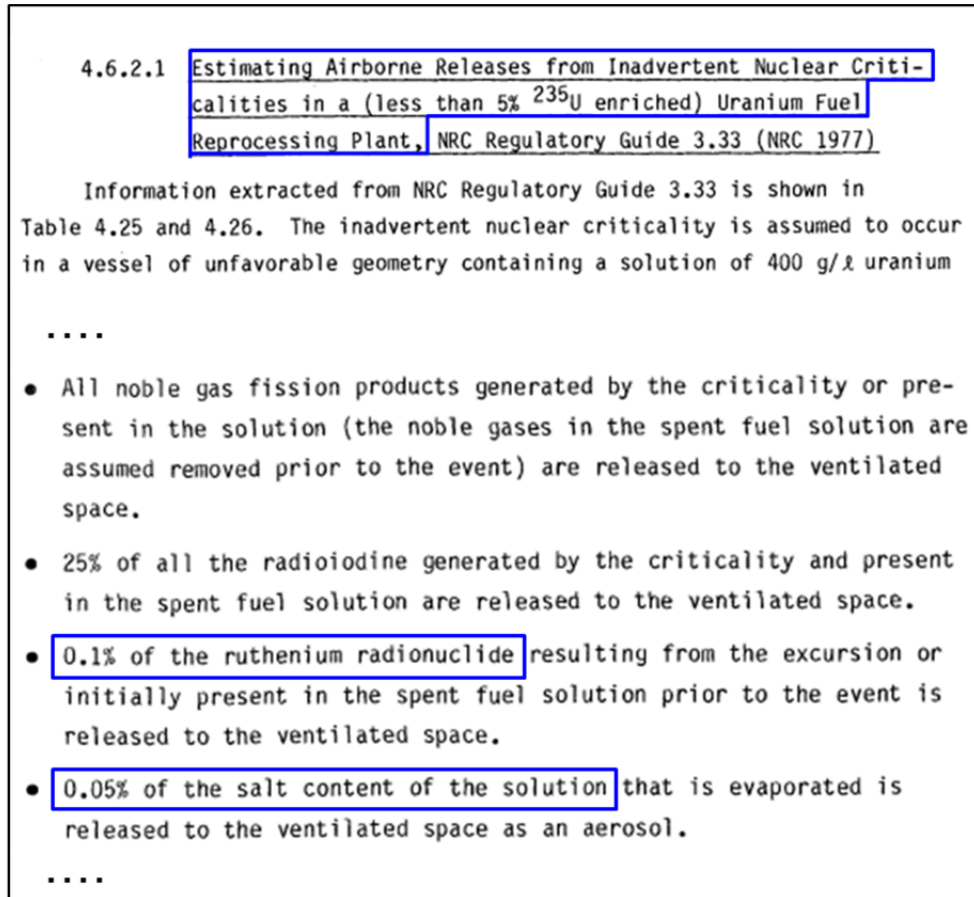 4.6.2.1 Estimating Airborne Releases from Inadvertent Nuclear Criti-
calities in a (less than 5% ²³⁵U enriched) Uranium Fuel
Reprocessing Plant, NRC Regulatory Guide 3.33 (NRC 1977)
Information extracted from NRC Regulatory Guide 3.33 is shown in
Table 4.25 and 4.26. The inadvertent nuclear criticality is assumed to occur
in a vessel of unfavorable geometry containing a solution of 400 g/ℓ uranium
....
● All noble gas fission products generated by the criticality or pre-
sent in the solution (the noble gases in the spent fuel solution are
assumed removed prior to the event) are released to the ventilated
space.
● 25% of all the radioiodine generated by the criticality and present
in the spent fuel solution are released to the ventilated space.
● 0.1% of the ruthenium radionuclide resulting from the excursion or
initially present in the spent fuel solution prior to the event is
released to the ventilated space.
● 0.05% of the salt content of the solution that is evaporated is
released to the ventilated space as an aerosol.
....